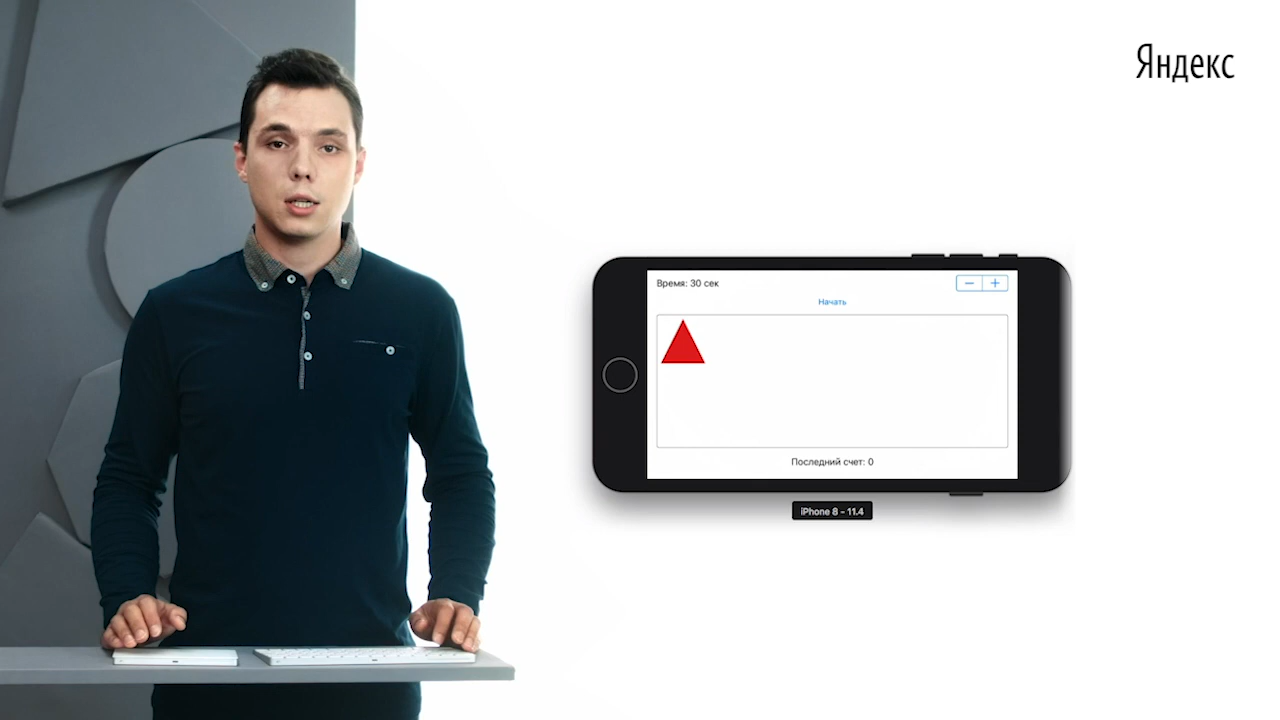 Яндекс
Время: 30 сек
− +
Начать
Последний счет: 0
iPhone 8 – 11.4